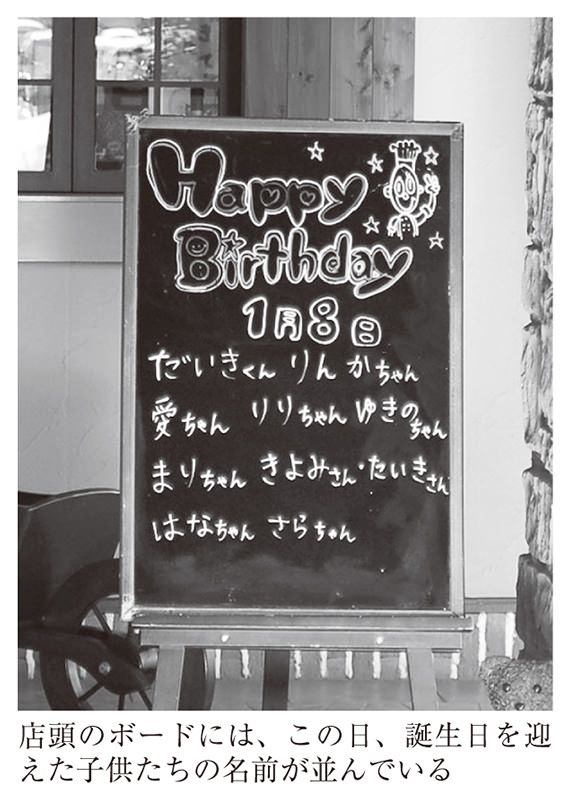 Happy
Birthday
1月8日
だいきくん りんかちゃん
愛ちゃん りりちゃん ゆきのちゃん
まりちゃん きよみさん・たいきさん
はなちゃん さらちゃん
店頭のボードには、この日、誕生日を迎
えた子供たちの名前が並んでいる